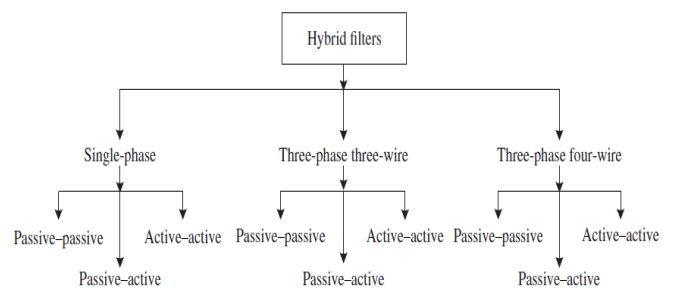 Hybrid filters
Single-phase Three-phase three-wire Three-phase four-wire
Passive–passive Active–active Passive–passive Active–active Passive–passive Active–active
Passive–active Passive–active Passive–active